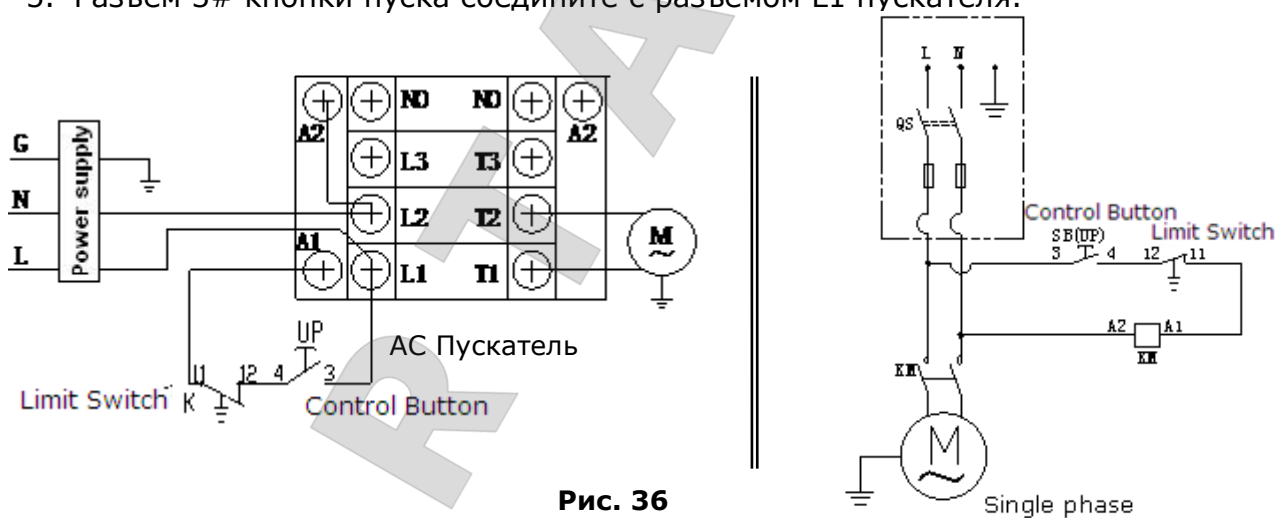 5. Разъем 3# кнопки пуска соедините с разъемом L1 пускателя.
G
N
L
Power supply
A2
NO
NO
A2
L3
T3
L2
T2
A1
L1
T1
M
~
UP
АС Пускатель
11
12
4
3
Limit Switch
K
Control Button
RTA
L
N
QS
Control Button
SB(UP)
Limit Switch
3
4
12
11
A2
A1
KM
KM
M
~
Single phase
Рис. 36